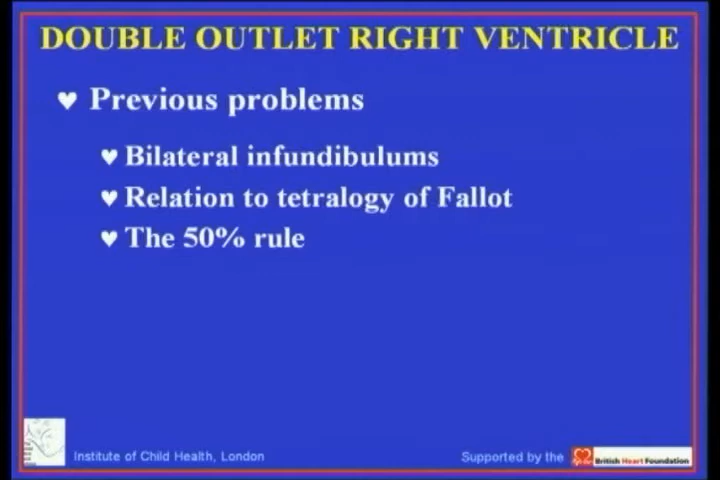 DOUBLE OUTLET RIGHT VENTRICLE
Previous problems
Bilateral infundibulums
Relation to tetralogy of Fallot
The 50% rule
Institute of Child Health, London
Supported by the
British Heart Foundation